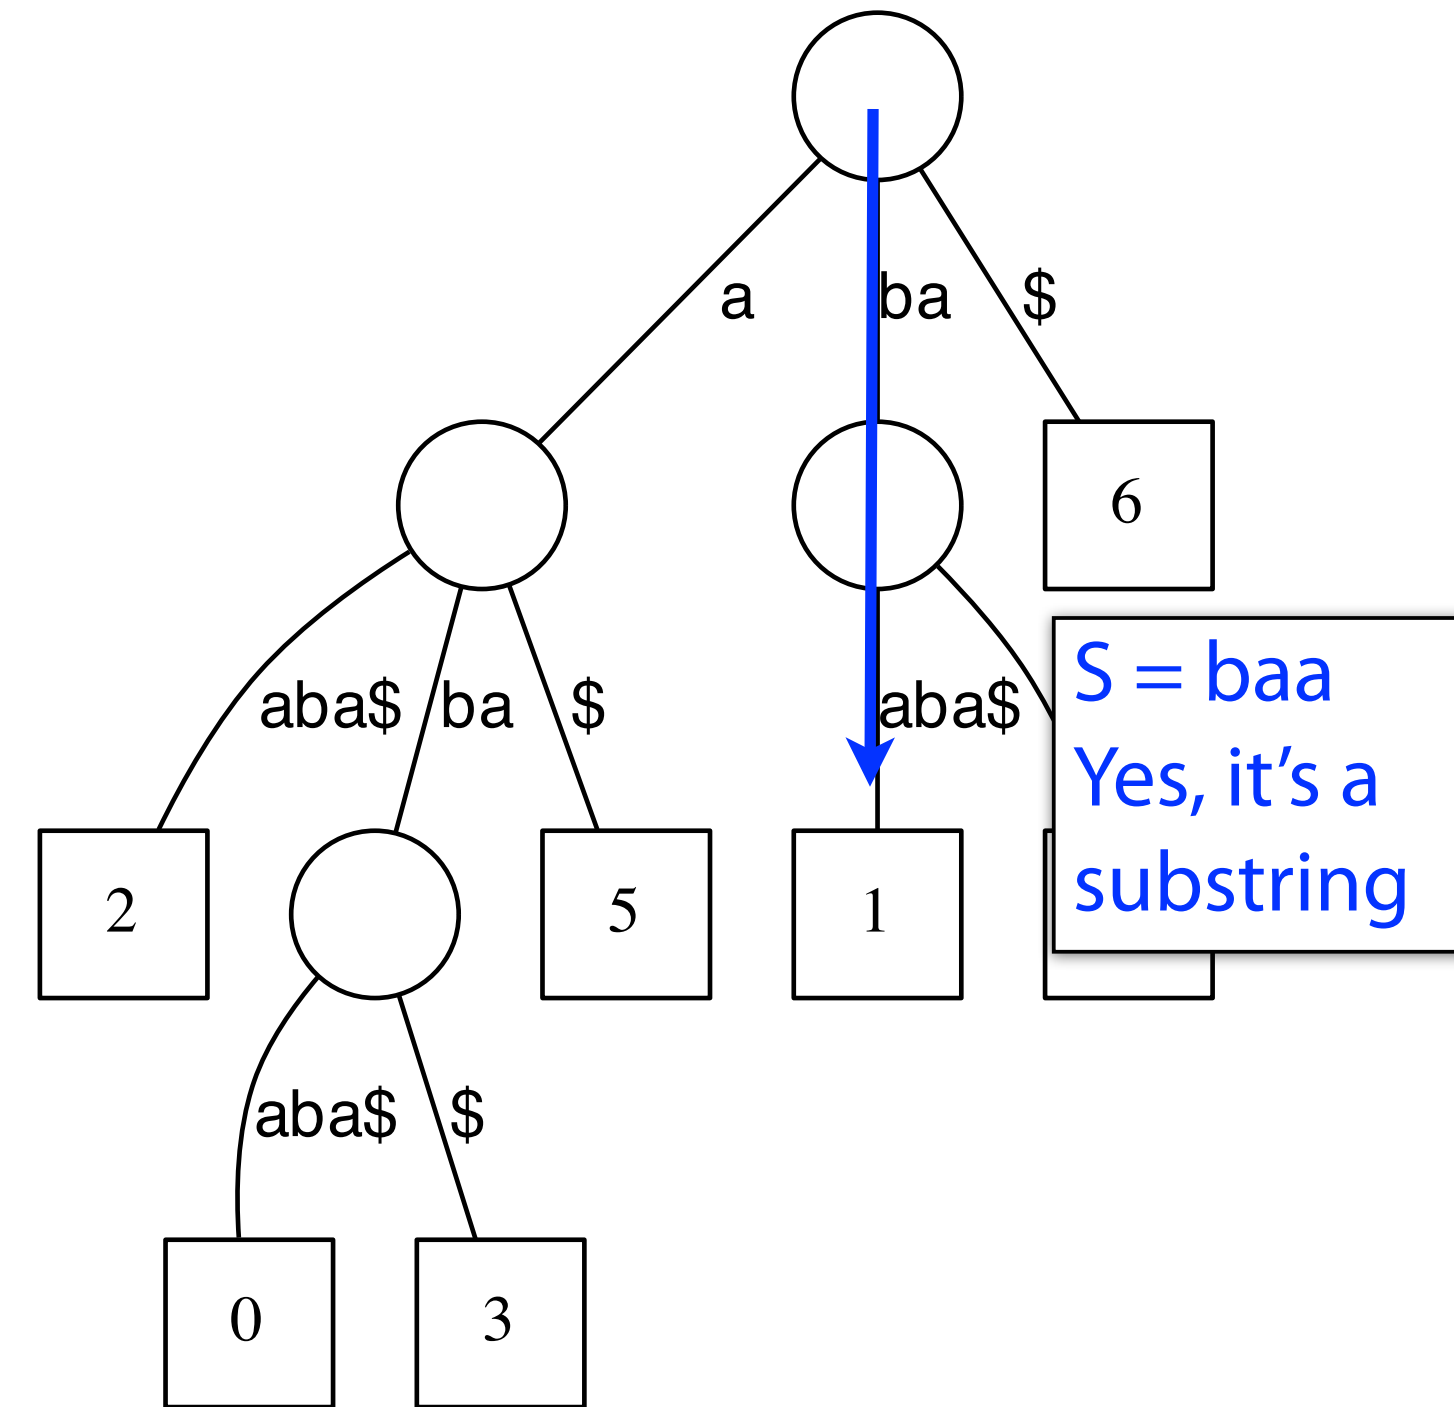 a
ba
$
6
aba$
ba
$
aba$
S = baa
Yes, it’s a
substring
2
5
1
aba$
$
0
3